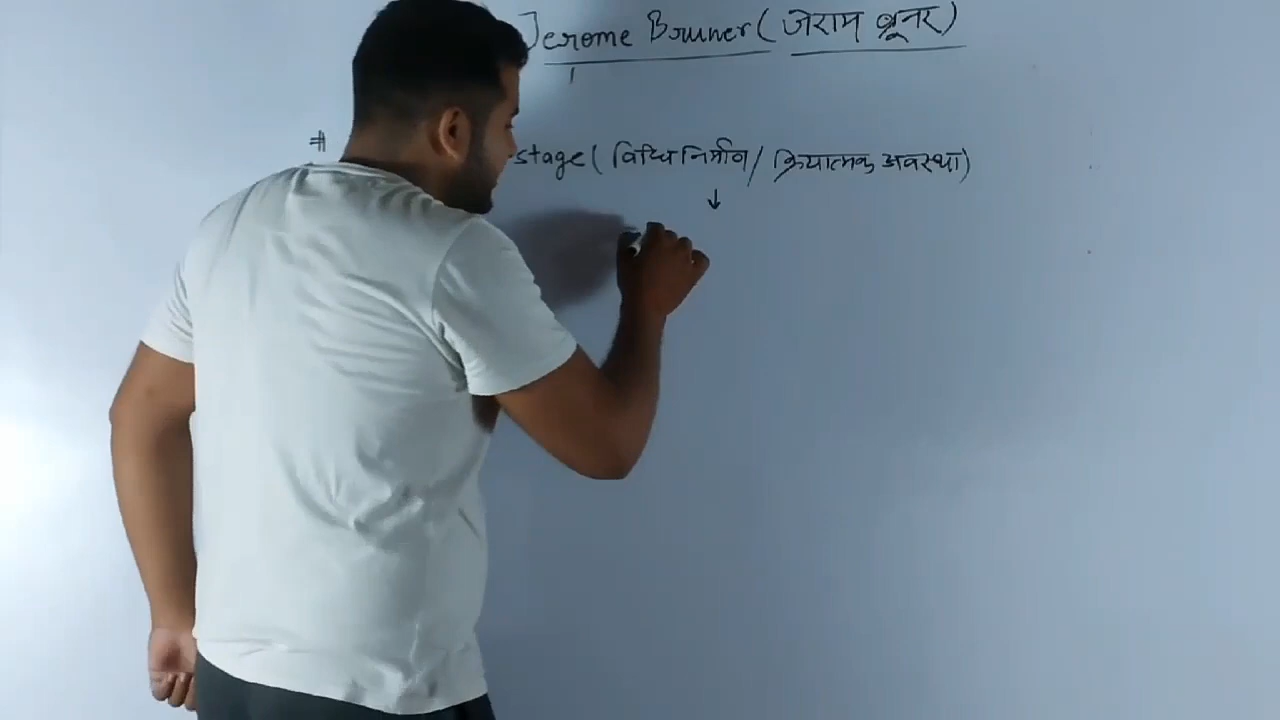 Jerome Bruner (जेराम ब्रूनर)
# stage (विधि निर्माण / क्रियात्मक अवस्था)
↓